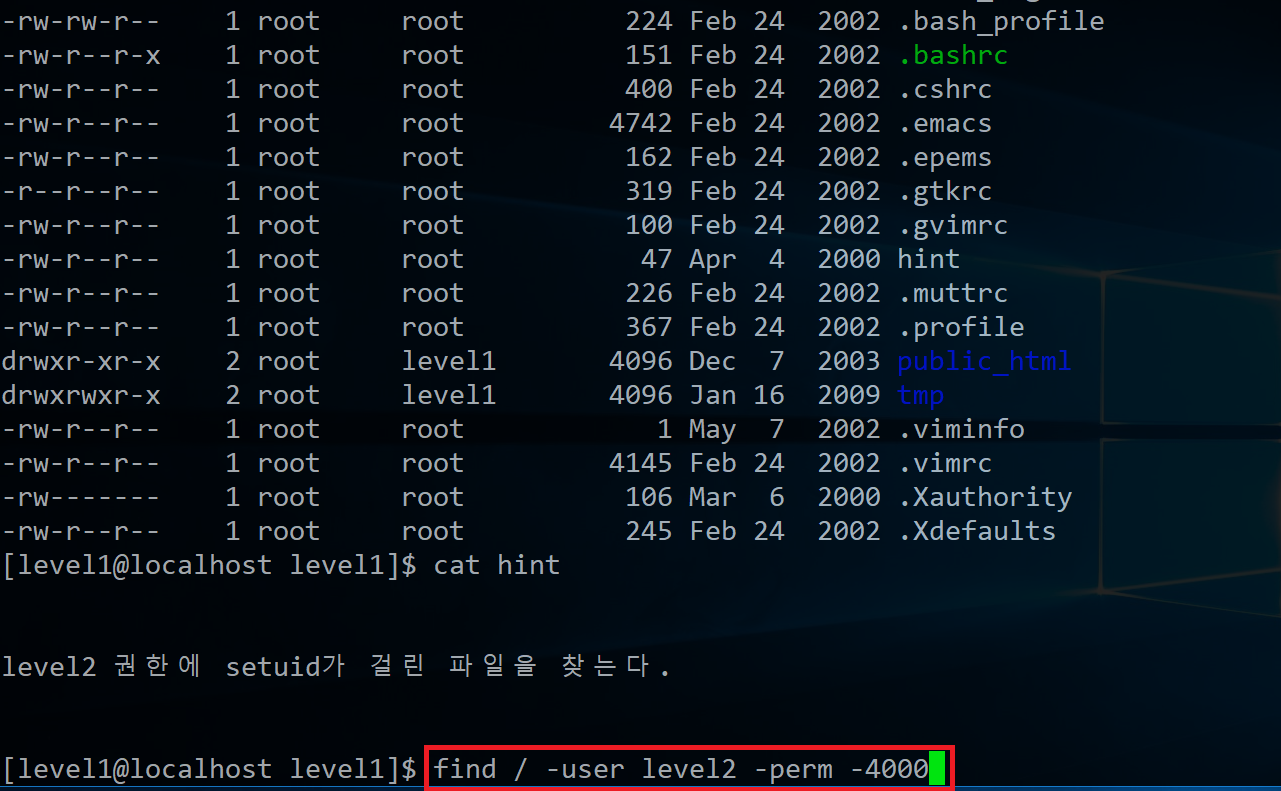 -rw-rw-r--    1 root     root          224 Feb 24  2002 .bash_profile
-rw-r--r-x    1 root     root          151 Feb 24  2002 .bashrc
-rw-r--r--    1 root     root          400 Feb 24  2002 .cshrc
-rw-r--r--    1 root     root         4742 Feb 24  2002 .emacs
-rw-r--r--    1 root     root          162 Feb 24  2002 .epems
-r--r--r--    1 root     root          319 Feb 24  2002 .gtkrc
-rw-r--r--    1 root     root          100 Feb 24  2002 .gvimrc
-rw-r--r--    1 root     root           47 Apr  4  2000 hint
-rw-r--r--    1 root     root          226 Feb 24  2002 .muttrc
-rw-r--r--    1 root     root          367 Feb 24  2002 .profile
drwxr-xr-x    2 root     level1       4096 Dec  7  2003 public_html
drwxrwxr-x    2 root     level1       4096 Jan 16  2009 tmp
-rw-r--r--    1 root     root            1 May  7  2002 .viminfo
-rw-r--r--    1 root     root         4145 Feb 24  2002 .vimrc
-rw-------    1 root     root          106 Mar  6  2000 .Xauthority
-rw-r--r--    1 root     root          245 Feb 24  2002 .Xdefaults
[level1@localhost level1]$ cat hint
level2 권한에 setuid가 걸린 파일을 찾는다.
[level1@localhost level1]$ find / -user level2 -perm -4000